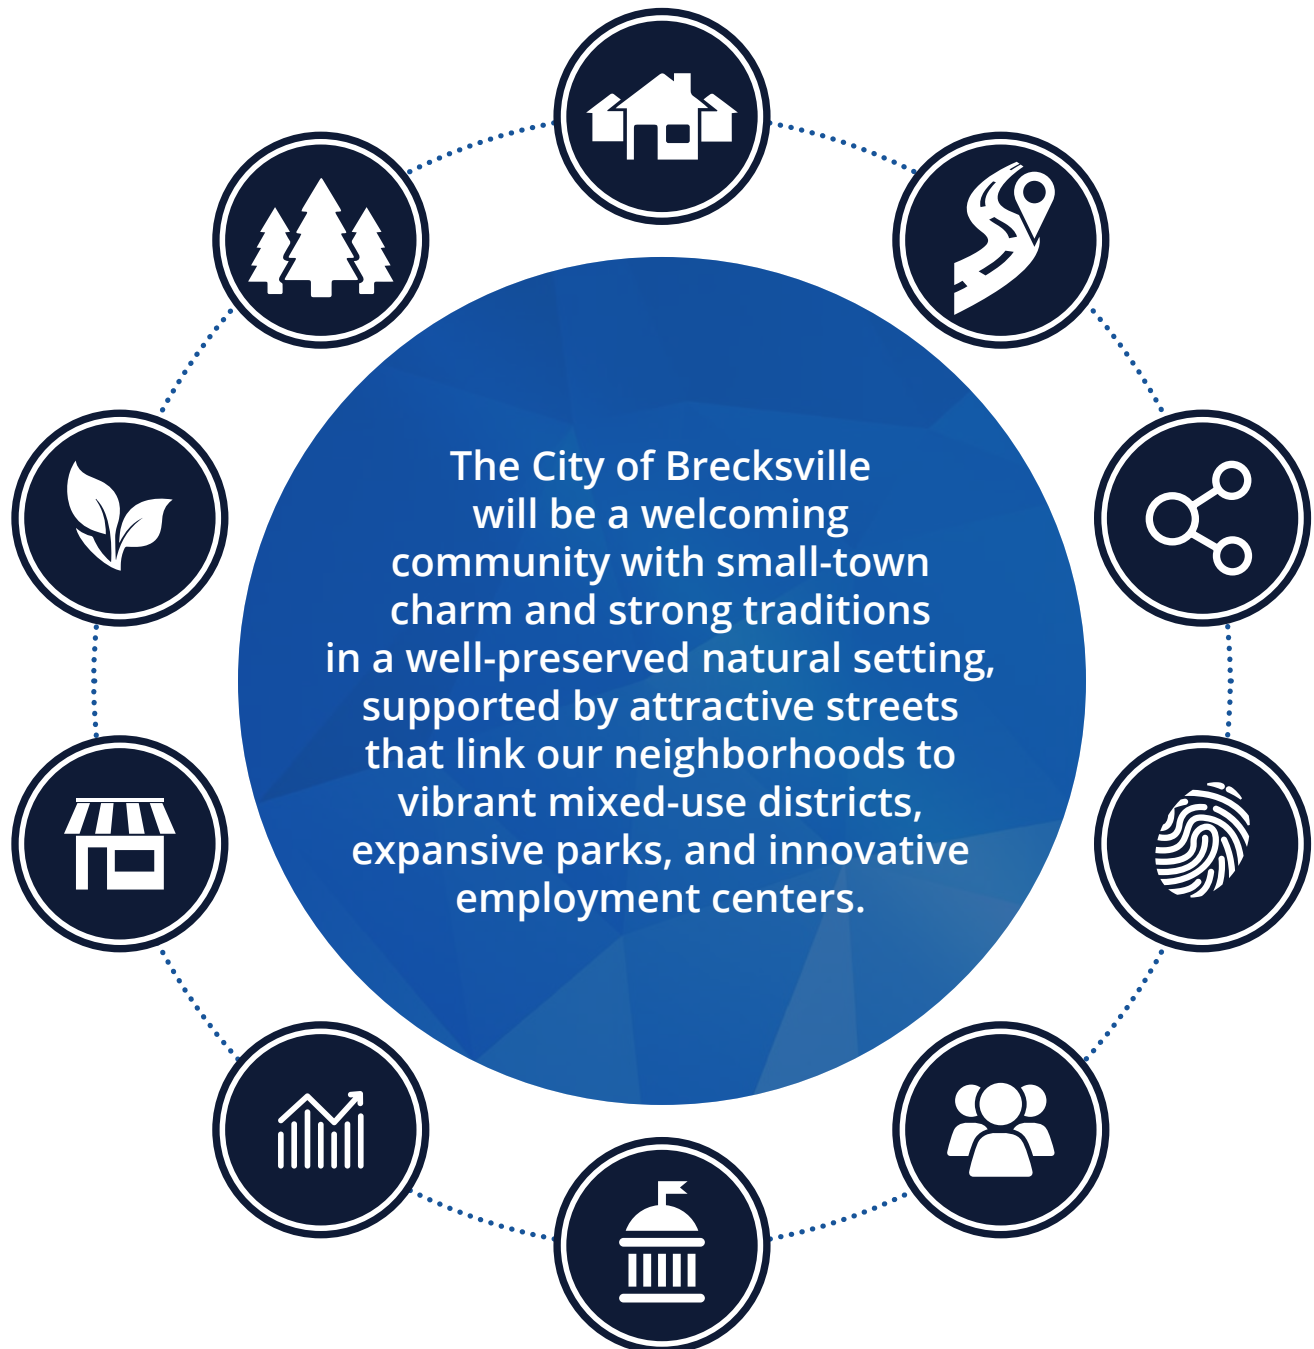 The City of Brecksville
will be a welcoming
community with small-town
charm and strong traditions
in a well-preserved natural setting,
supported by attractive streets
that link our neighborhoods to
vibrant mixed-use districts,
expansive parks, and innovative
employment centers.